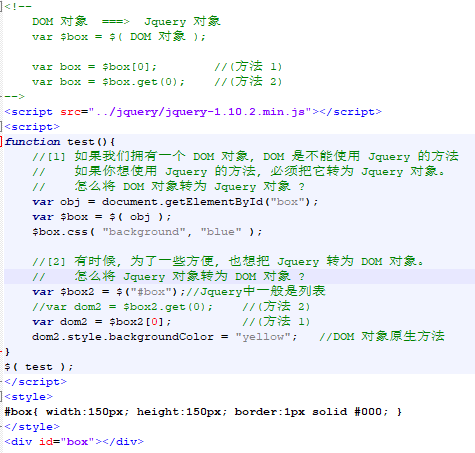 <!--
DOM 对象 ===> Jquery 对象
var $box = $( DOM 对象 );
var box = $box[0]; //(方法 1)
var box = $box.get(0); //(方法 2)
-->
<script src="../jquery/jquery-1.10.2.min.js"></script>
<script>
function test(){
//[1] 如果我们拥有一个 DOM 对象, DOM 是不能使用 Jquery 的方法
// 如果你想使用 Jquery 的方法, 必须把它转为 Jquery 对象。
// 怎么将 DOM 对象转为 Jquery 对象 ?
var obj = document.getElementById("box");
var $box = $( obj );
$box.css( "background", "blue" );
//[2] 有时候, 为了一些方便, 也想把 Jquery 转为 DOM 对象。
// 怎么将 Jquery 对象转为 DOM 对象 ?
var $box2 = $("#box");//Jquery中一般是列表
//var dom2 = $box2.get(0); //(方法 2)
var dom2 = $box2[0]; //(方法 1)
dom2.style.backgroundColor = "yellow"; //DOM 对象原生方法
}
$( test );
</script>
<style>
#box{ width:150px; height:150px; border:1px solid #000; }
</style>
<div id="box"></div>